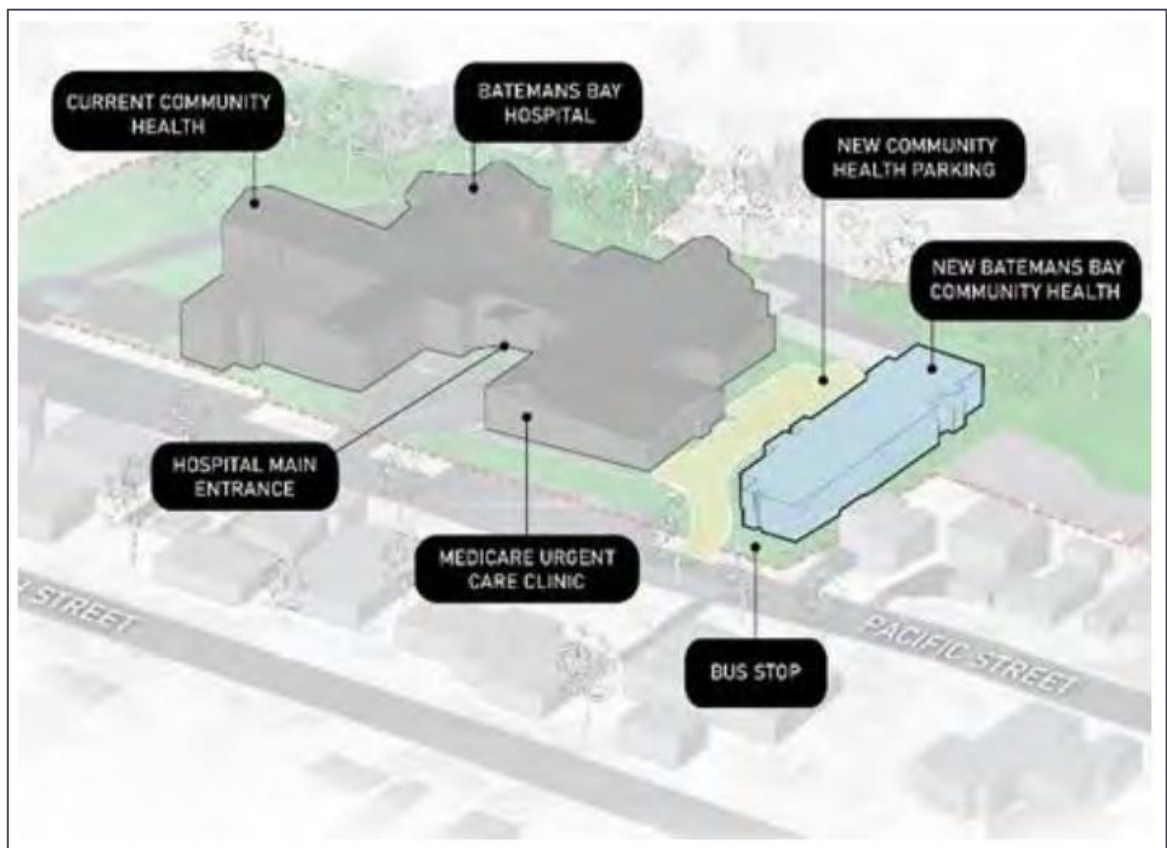 CURRENT COMMUNITY
HEALTH
BATEMANS BAY
HOSPITAL
NEW COMMUNITY
HEALTH PARKING
NEW BATEMANS BAY
COMMUNITY HEALTH
HOSPITAL MAIN
ENTRANCE
MEDICARE URGENT
CARE CLINIC
BUS STOP
STREET
PACIFIC STREET